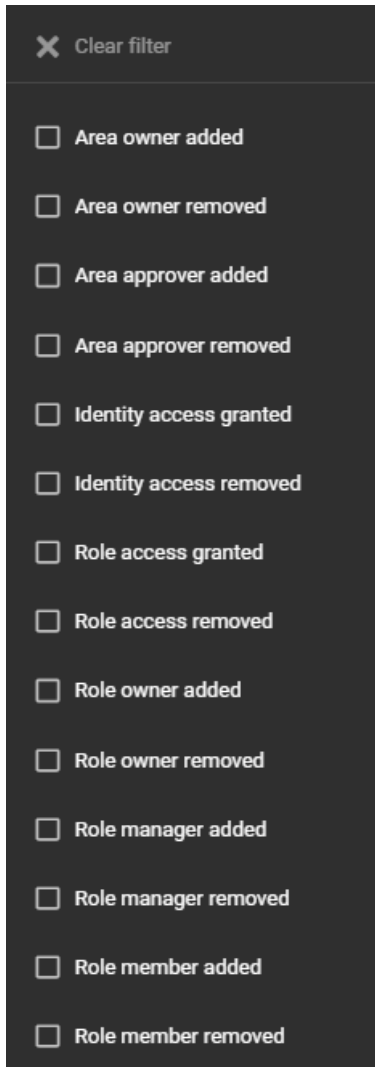 Clear filter
Area owner added
Area owner removed
Area approver added
Area approver removed
Identity access granted
Identity access removed
Role access granted
Role access removed
Role owner added
Role owner removed
Role manager added
Role manager removed
Role member added
Role member removed